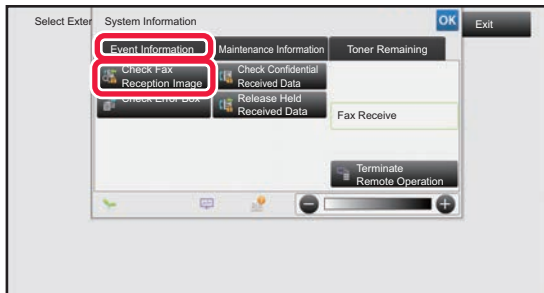 Select Exter
System Information
OK
Exit
Event Information
Maintenance Information
Toner Remaining
Check Fax
Reception Image
Check Confidential
Received Data
Check Error Box
Release Held
Received Data
Fax Receive
Terminate
Remote Operation